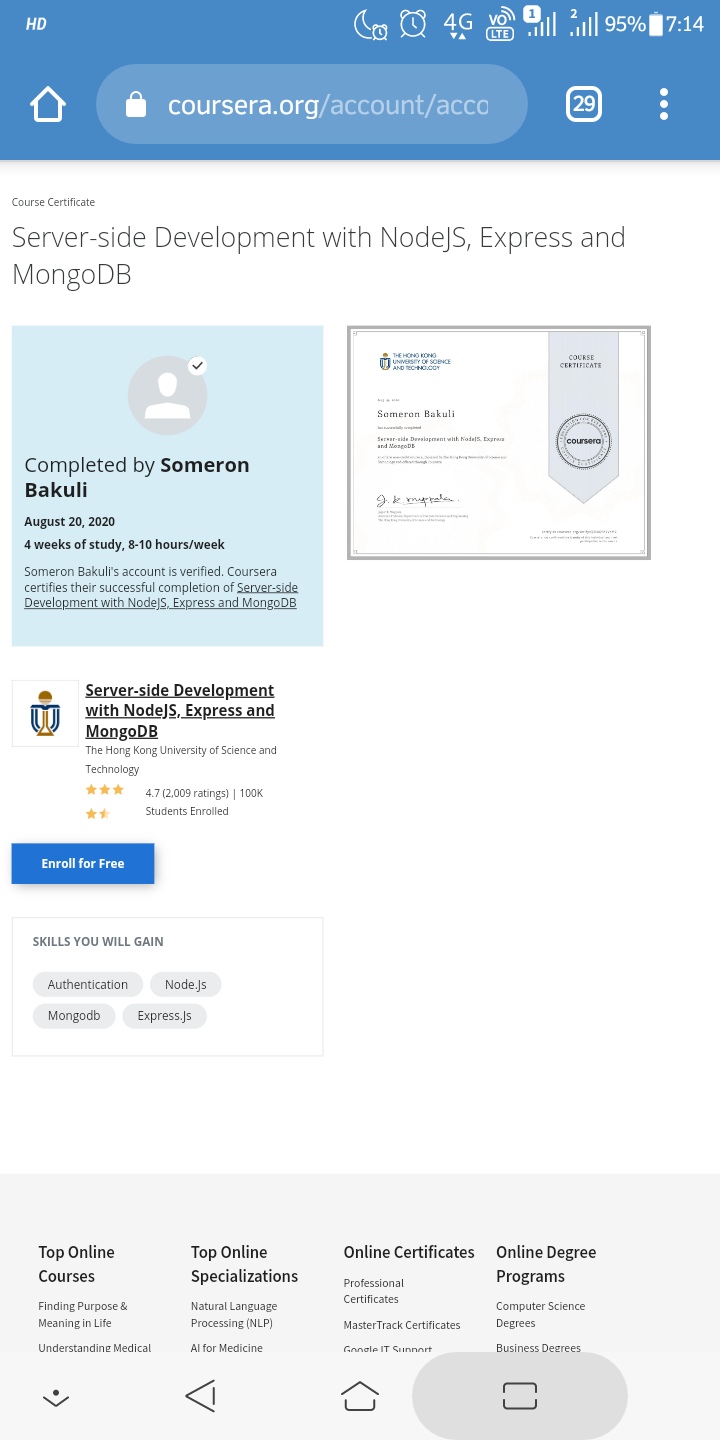 HD
4G
VO
LTE
1
2
95%
7:14
coursera.org/account/acco
29
Course Certificate
Server-side Development with NodeJS, Express and
MongoDB
Completed by Someron
Bakuli
August 20, 2020
4 weeks of study, 8-10 hours/week
Someron Bakuli's account is verified. Coursera
certifies their successful completion of Server-side
Development with NodeJS, Express and MongoDB
THE HONG KONG
UNIVERSITY OF SCIENCE
AND TECHNOLOGY
Someron Bakuli
has successfully completed
Server-side Development with NodeJS, Express
and MongoDB
COURSE
CERTIFICATE
coursera
Server-side Development
with NodeJS, Express and
MongoDB
The Hong Kong University of Science and
Technology
4.7 (2,009 ratings) | 100K
Students Enrolled
Enroll for Free
SKILLS YOU WILL GAIN
Authentication
Node.Js
Mongodb
Express.Js
Top Online
Courses
Finding Purpose &
Meaning in Life
Understanding Medical
Top Online
Specializations
Natural Language
Processing (NLP)
AI for Medicine
Online Certificates
Professional
Certificates
MasterTrack Certificates
Google IT Support
Online Degree
Programs
Computer Science
Degrees
Business Degrees